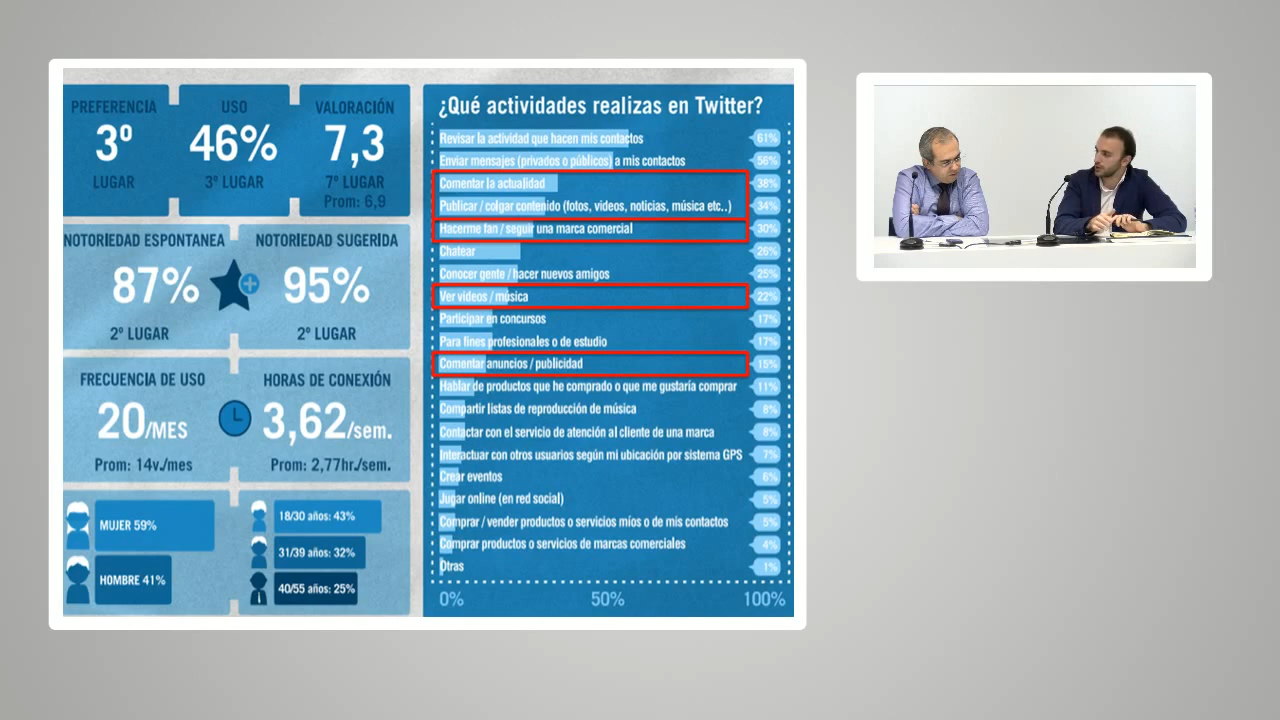 PREFERENCIA
3º
LUGAR
USO
46%
3º LUGAR
VALORACIÓN
7,3
7º LUGAR
Prom: 6,9
NOTORIEDAD ESPONTANEA
87%
2º LUGAR
NOTORIEDAD SUGERIDA
95%
2º LUGAR
FRECUENCIA DE USO
20/MES
Prom: 14v./mes
HORAS DE CONEXIÓN
3,62/sem.
Prom: 2,77hr./sem.
MUJER 59%
HOMBRE 41%
18/30 años: 43%
31/39 años: 32%
40/55 años: 25%
¿Qué actividades realizas en Twitter?
Revisar la actividad que hacen mis contactos 61%
Enviar mensajes (privados o públicos) a mis contactos 56%
Comentar la actualidad 38%
Publicar / colgar contenido (fotos, videos, noticias, música etc..) 34%
Hacerme fan / seguir una marca comercial 30%
Chatear 26%
Conocer gente / hacer nuevos amigos 25%
Ver videos / música 22%
Participar en concursos 17%
Para fines profesionales o de estudio 17%
Comentar anuncios / publicidad 15%
Hablar de productos que he comprado o que me gustaría comprar 11%
Compartir listas de reproducción de música 8%
Contactar con el servicio de atención al cliente de una marca 8%
Interactuar con otros usuarios según mi ubicación por sistema GPS 7%
Crear eventos 6%
Jugar online (en red social) 5%
Comprar / vender productos o servicios míos o de mis contactos 5%
Comprar productos o servicios de marcas comerciales 4%
Otras 1%
0% 50% 100%